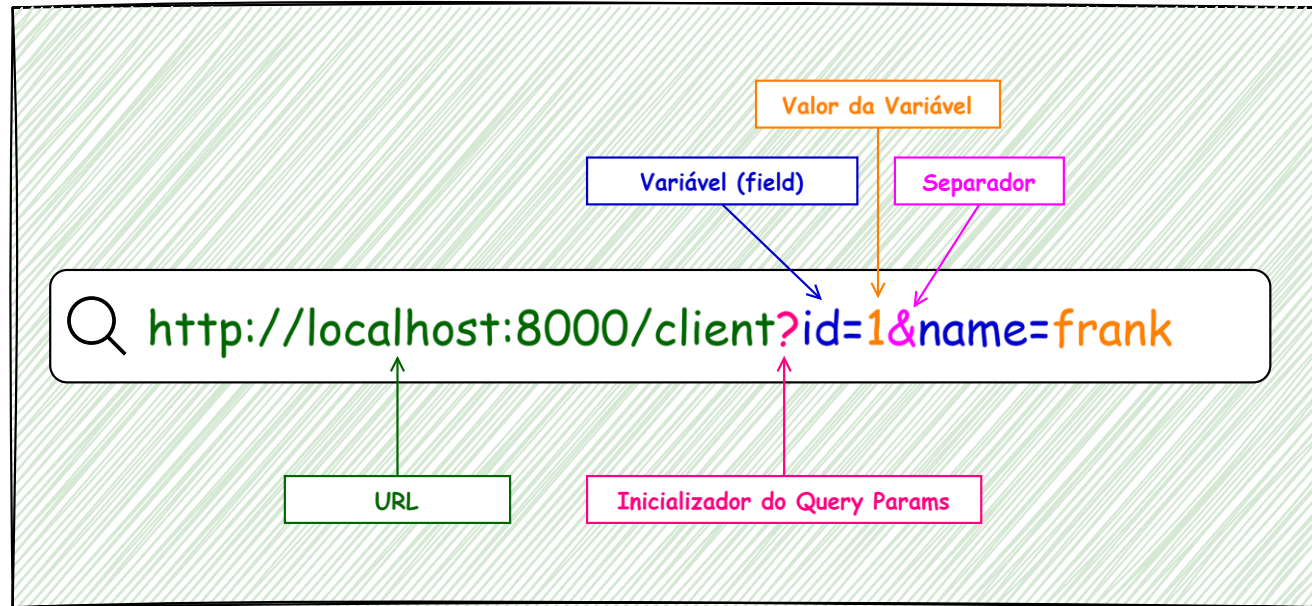 Valor da Variável
Variável (field)
Separador
http://localhost:8000/client?id=1&name=frank
URL
Inicializador do Query Params